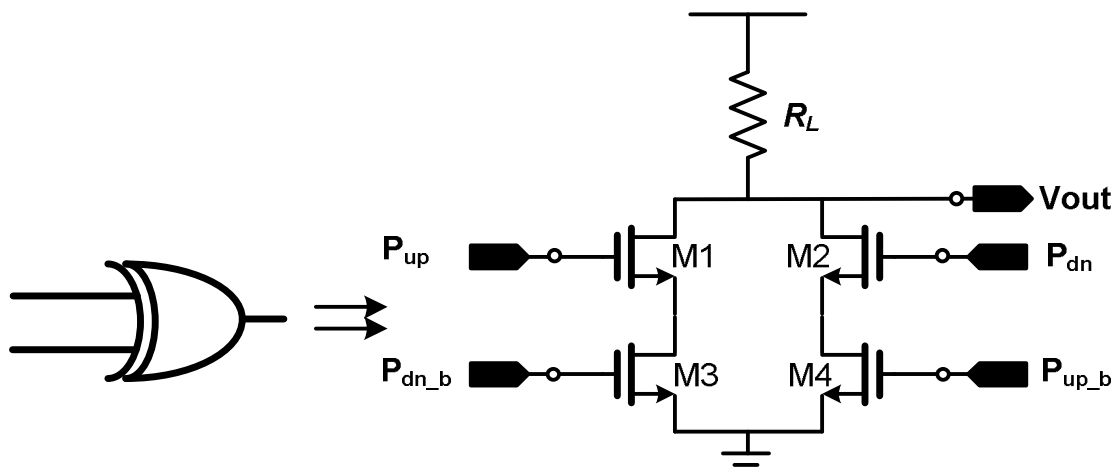 R_L
Vout
P_up
M1
M2
P_dn
P_dn_b
M3
M4
P_up_b